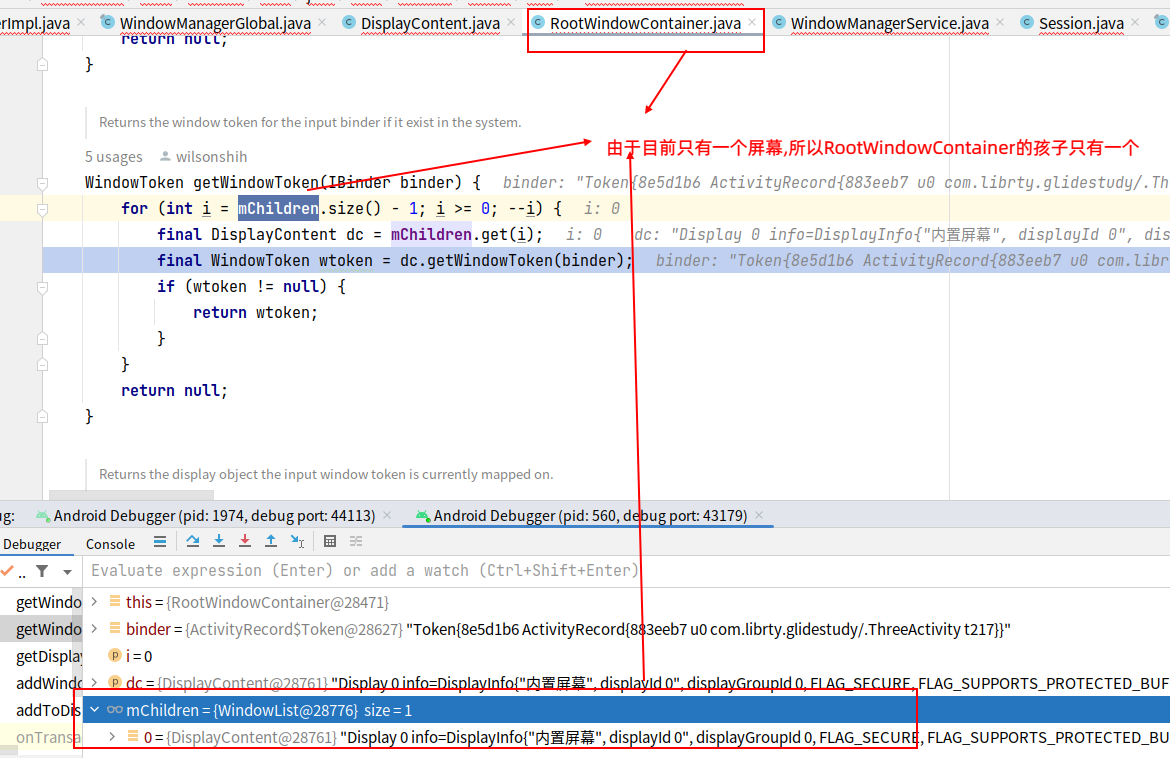 erImpl.java WindowManagerGlobal.java DisplayContent.java RootWindowContainer.java WindowManagerService.java Session.java
return null;
}
Returns the window token for the input binder if it exist in the system.
由于目前只有一个屏幕,所以RootWindowContainer的孩子只有一个
5 usages wilsonshih
WindowToken getWindowToken(IBinder binder) { binder: "Token{8e5d1b6 ActivityRecord{883eeb7 u0 com.librty.glidestudy/.Th
for (int i = mChildren.size() - 1; i >= 0; --i) { i: 0
final DisplayContent dc = mChildren.get(i); i: 0 dc: "Display 0 info=DisplayInfo{"内置屏幕", displayId 0", dis
final WindowToken wtoken = dc.getWindowToken(binder); binder: "Token{8e5d1b6 ActivityRecord{883eeb7 u0 com.libr
if (wtoken != null) {
return wtoken;
}
}
return null;
}
Returns the display object the input window token is currently mapped on.
ug: Android Debugger (pid: 1974, debug port: 44113) Android Debugger (pid: 560, debug port: 43179)
Debugger Console
.. Evaluate expression (Enter) or add a watch (Ctrl+Shift+Enter)
getWindo this = {RootWindowContainer@28471}
getWindo binder = {ActivityRecord$Token@28627} "Token{8e5d1b6 ActivityRecord{883eeb7 u0 com.librty.glidestudy/.ThreeActivity t217}}"
getDisplay i = 0
addWindo dc = {DisplayContent@28761} "Display 0 info=DisplayInfo{"内置屏幕", displayId 0", displayGroupId 0, FLAG_SECURE, FLAG_SUPPORTS_PROTECTED_BUF
addToDis mChildren = {WindowList@28776} size = 1
onTransa 0 = {DisplayContent@28761} "Display 0 info=DisplayInfo{"内置屏幕", displayId 0", displayGroupId 0, FLAG_SECURE, FLAG_SUPPORTS_PROTECTED_BU